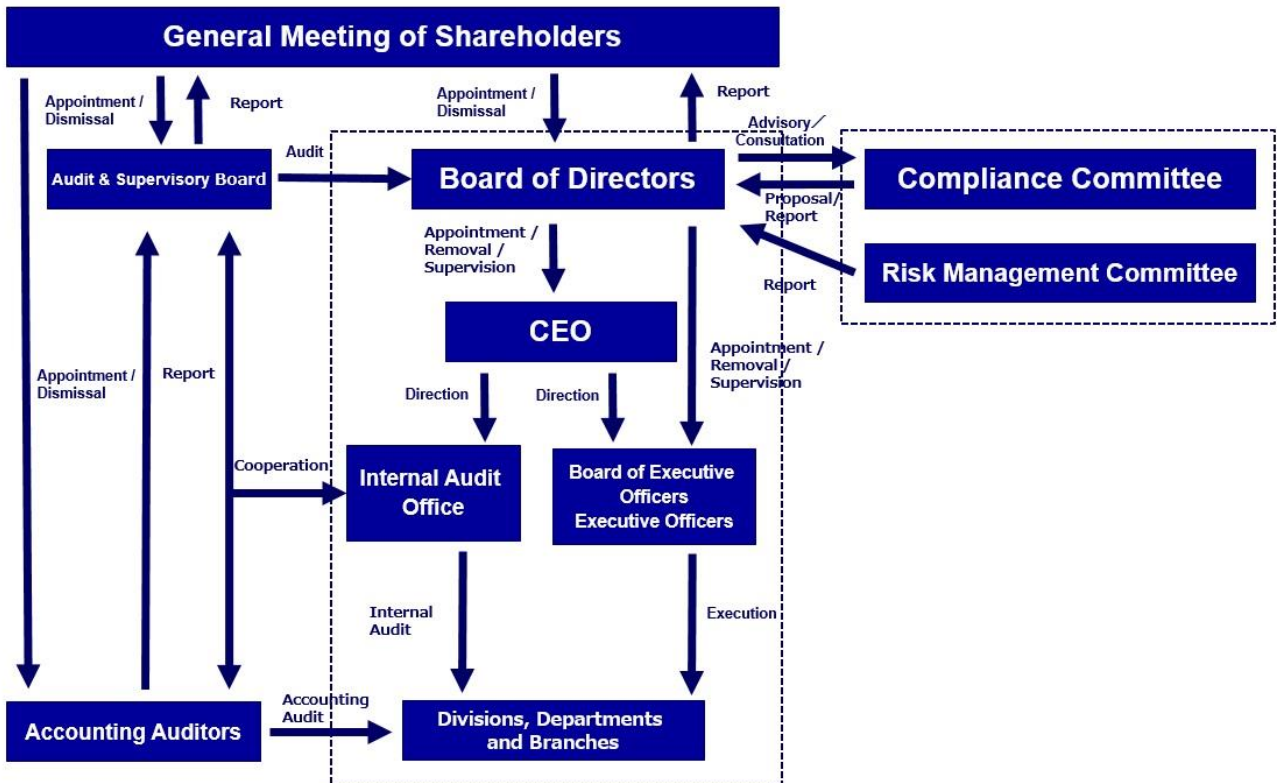 General Meeting of Shareholders
Appointment /
Dismissal
Report
Appointment /
Dismissal
Report
Advisory／
Consultation
Audit
Audit & Supervisory Board
Board of Directors
Compliance Committee
Proposal/
Report
Appointment /
Removal /
Supervision
Risk Management Committee
Report
CEO
Appointment /
Removal /
Supervision
Appointment /
Dismissal
Report
Direction
Direction
Cooperation
Internal Audit
Office
Board of Executive
Officers
Executive Officers
Internal
Audit
Execution
Accounting
Audit
Accounting Auditors
Divisions, Departments
and Branches